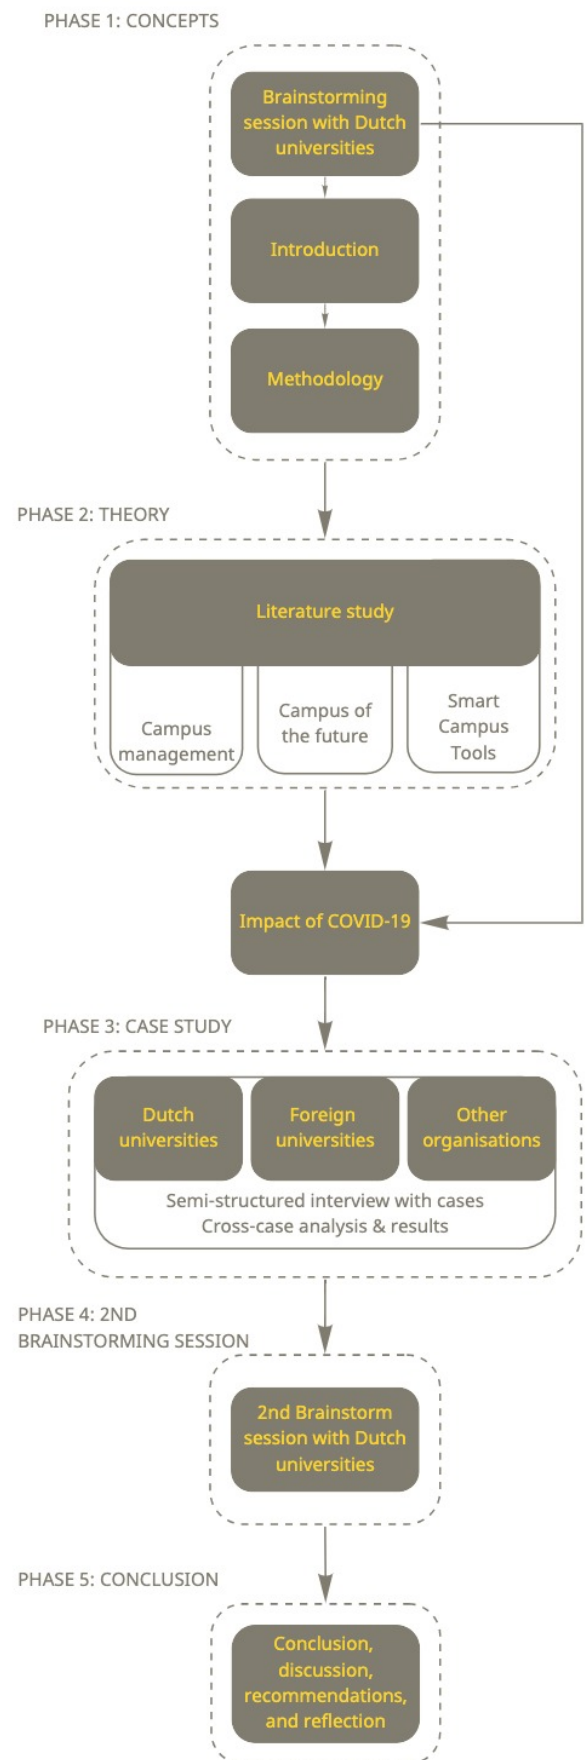 PHASE 1: CONCEPTS
Brainstorming
session with Dutch
universities
Introduction
Methodology
PHASE 2: THEORY
Literature study
Campus
management
Campus of
the future
Smart
Campus
Tools
Impact of COVID-19
PHASE 3: CASE STUDY
Dutch
universities
Foreign
universities
Other
organisations
Semi-structured interview with cases
Cross-case analysis & results
PHASE 4: 2ND
BRAINSTORMING SESSION
2nd Brainstorm
session with Dutch
universities
PHASE 5: CONCLUSION
Conclusion,
discussion,
recommendations,
and reflection